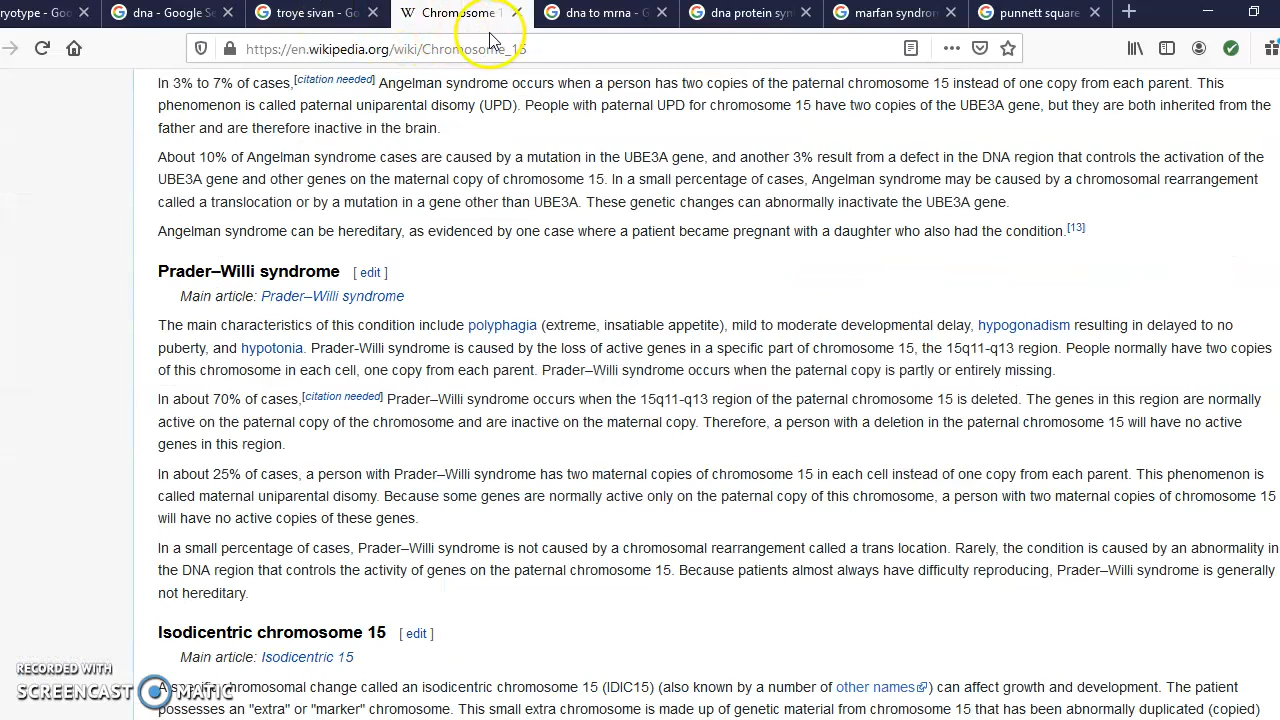 ryotype - Goo
dna - Google Se
troye sivan - Go
Chromosome 1
dna to mrna - G
dna protein syn
marfan syndrom
punnett square
https://en.wikipedia.org/wiki/Chromosome_15
In 3% to 7% of cases,[citation needed] Angelman syndrome occurs when a person has two copies of the paternal chromosome 15 instead of one copy from each parent. This
phenomenon is called paternal uniparental disomy (UPD). People with paternal UPD for chromosome 15 have two copies of the UBE3A gene, but they are both inherited from the
father and are therefore inactive in the brain.
About 10% of Angelman syndrome cases are caused by a mutation in the UBE3A gene, and another 3% result from a defect in the DNA region that controls the activation of the
UBE3A gene and other genes on the maternal copy of chromosome 15. In a small percentage of cases, Angelman syndrome may be caused by a chromosomal rearrangement
called a translocation or by a mutation in a gene other than UBE3A. These genetic changes can abnormally inactivate the UBE3A gene.
Angelman syndrome can be hereditary, as evidenced by one case where a patient became pregnant with a daughter who also had the condition.[13]
Prader–Willi syndrome [ edit ]
Main article: Prader–Willi syndrome
The main characteristics of this condition include polyphagia (extreme, insatiable appetite), mild to moderate developmental delay, hypogonadism resulting in delayed to no
puberty, and hypotonia. Prader-Willi syndrome is caused by the loss of active genes in a specific part of chromosome 15, the 15q11-q13 region. People normally have two copies
of this chromosome in each cell, one copy from each parent. Prader–Willi syndrome occurs when the paternal copy is partly or entirely missing.
In about 70% of cases,[citation needed] Prader–Willi syndrome occurs when the 15q11-q13 region of the paternal chromosome 15 is deleted. The genes in this region are normally
active on the paternal copy of the chromosome and are inactive on the maternal copy. Therefore, a person with a deletion in the paternal chromosome 15 will have no active
genes in this region.
In about 25% of cases, a person with Prader–Willi syndrome has two maternal copies of chromosome 15 in each cell instead of one copy from each parent. This phenomenon is
called maternal uniparental disomy. Because some genes are normally active only on the paternal copy of this chromosome, a person with two maternal copies of chromosome 15
will have no active copies of these genes.
In a small percentage of cases, Prader–Willi syndrome is not caused by a chromosomal rearrangement called a trans location. Rarely, the condition is caused by an abnormality in
the DNA region that controls the activity of genes on the paternal chromosome 15. Because patients almost always have difficulty reproducing, Prader–Willi syndrome is generally
not hereditary.
Isodicentric chromosome 15 [ edit ]
Main article: Isodicentric 15
A specific chromosomal change called an isodicentric chromosome 15 (IDIC15) (also known by a number of other names) can affect growth and development. The patient
possesses an "extra" or "marker" chromosome. This small extra chromosome is made up of genetic material from chromosome 15 that has been abnormally duplicated (copied)
RECORDED WITH
SCREENCAST MATIC